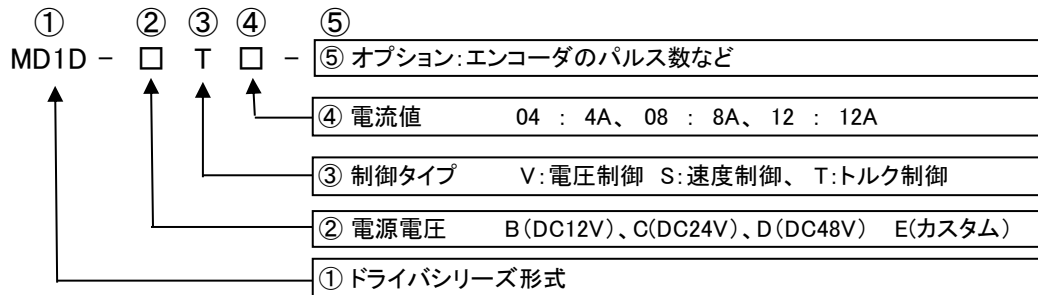 ① ② ③ ④ ⑤
MD1D - □ T □ -
⑤ オプション：エンコーダのパルス数など
④ 電流値 04 : 4A、 08 : 8A、 12 : 12A
③ 制御タイプ V：電圧制御 S：速度制御、 T：トルク制御
② 電源電圧 B（DC12V）、C(DC24V）、D（DC48V） E(カスタム）
① ドライバシリーズ形式